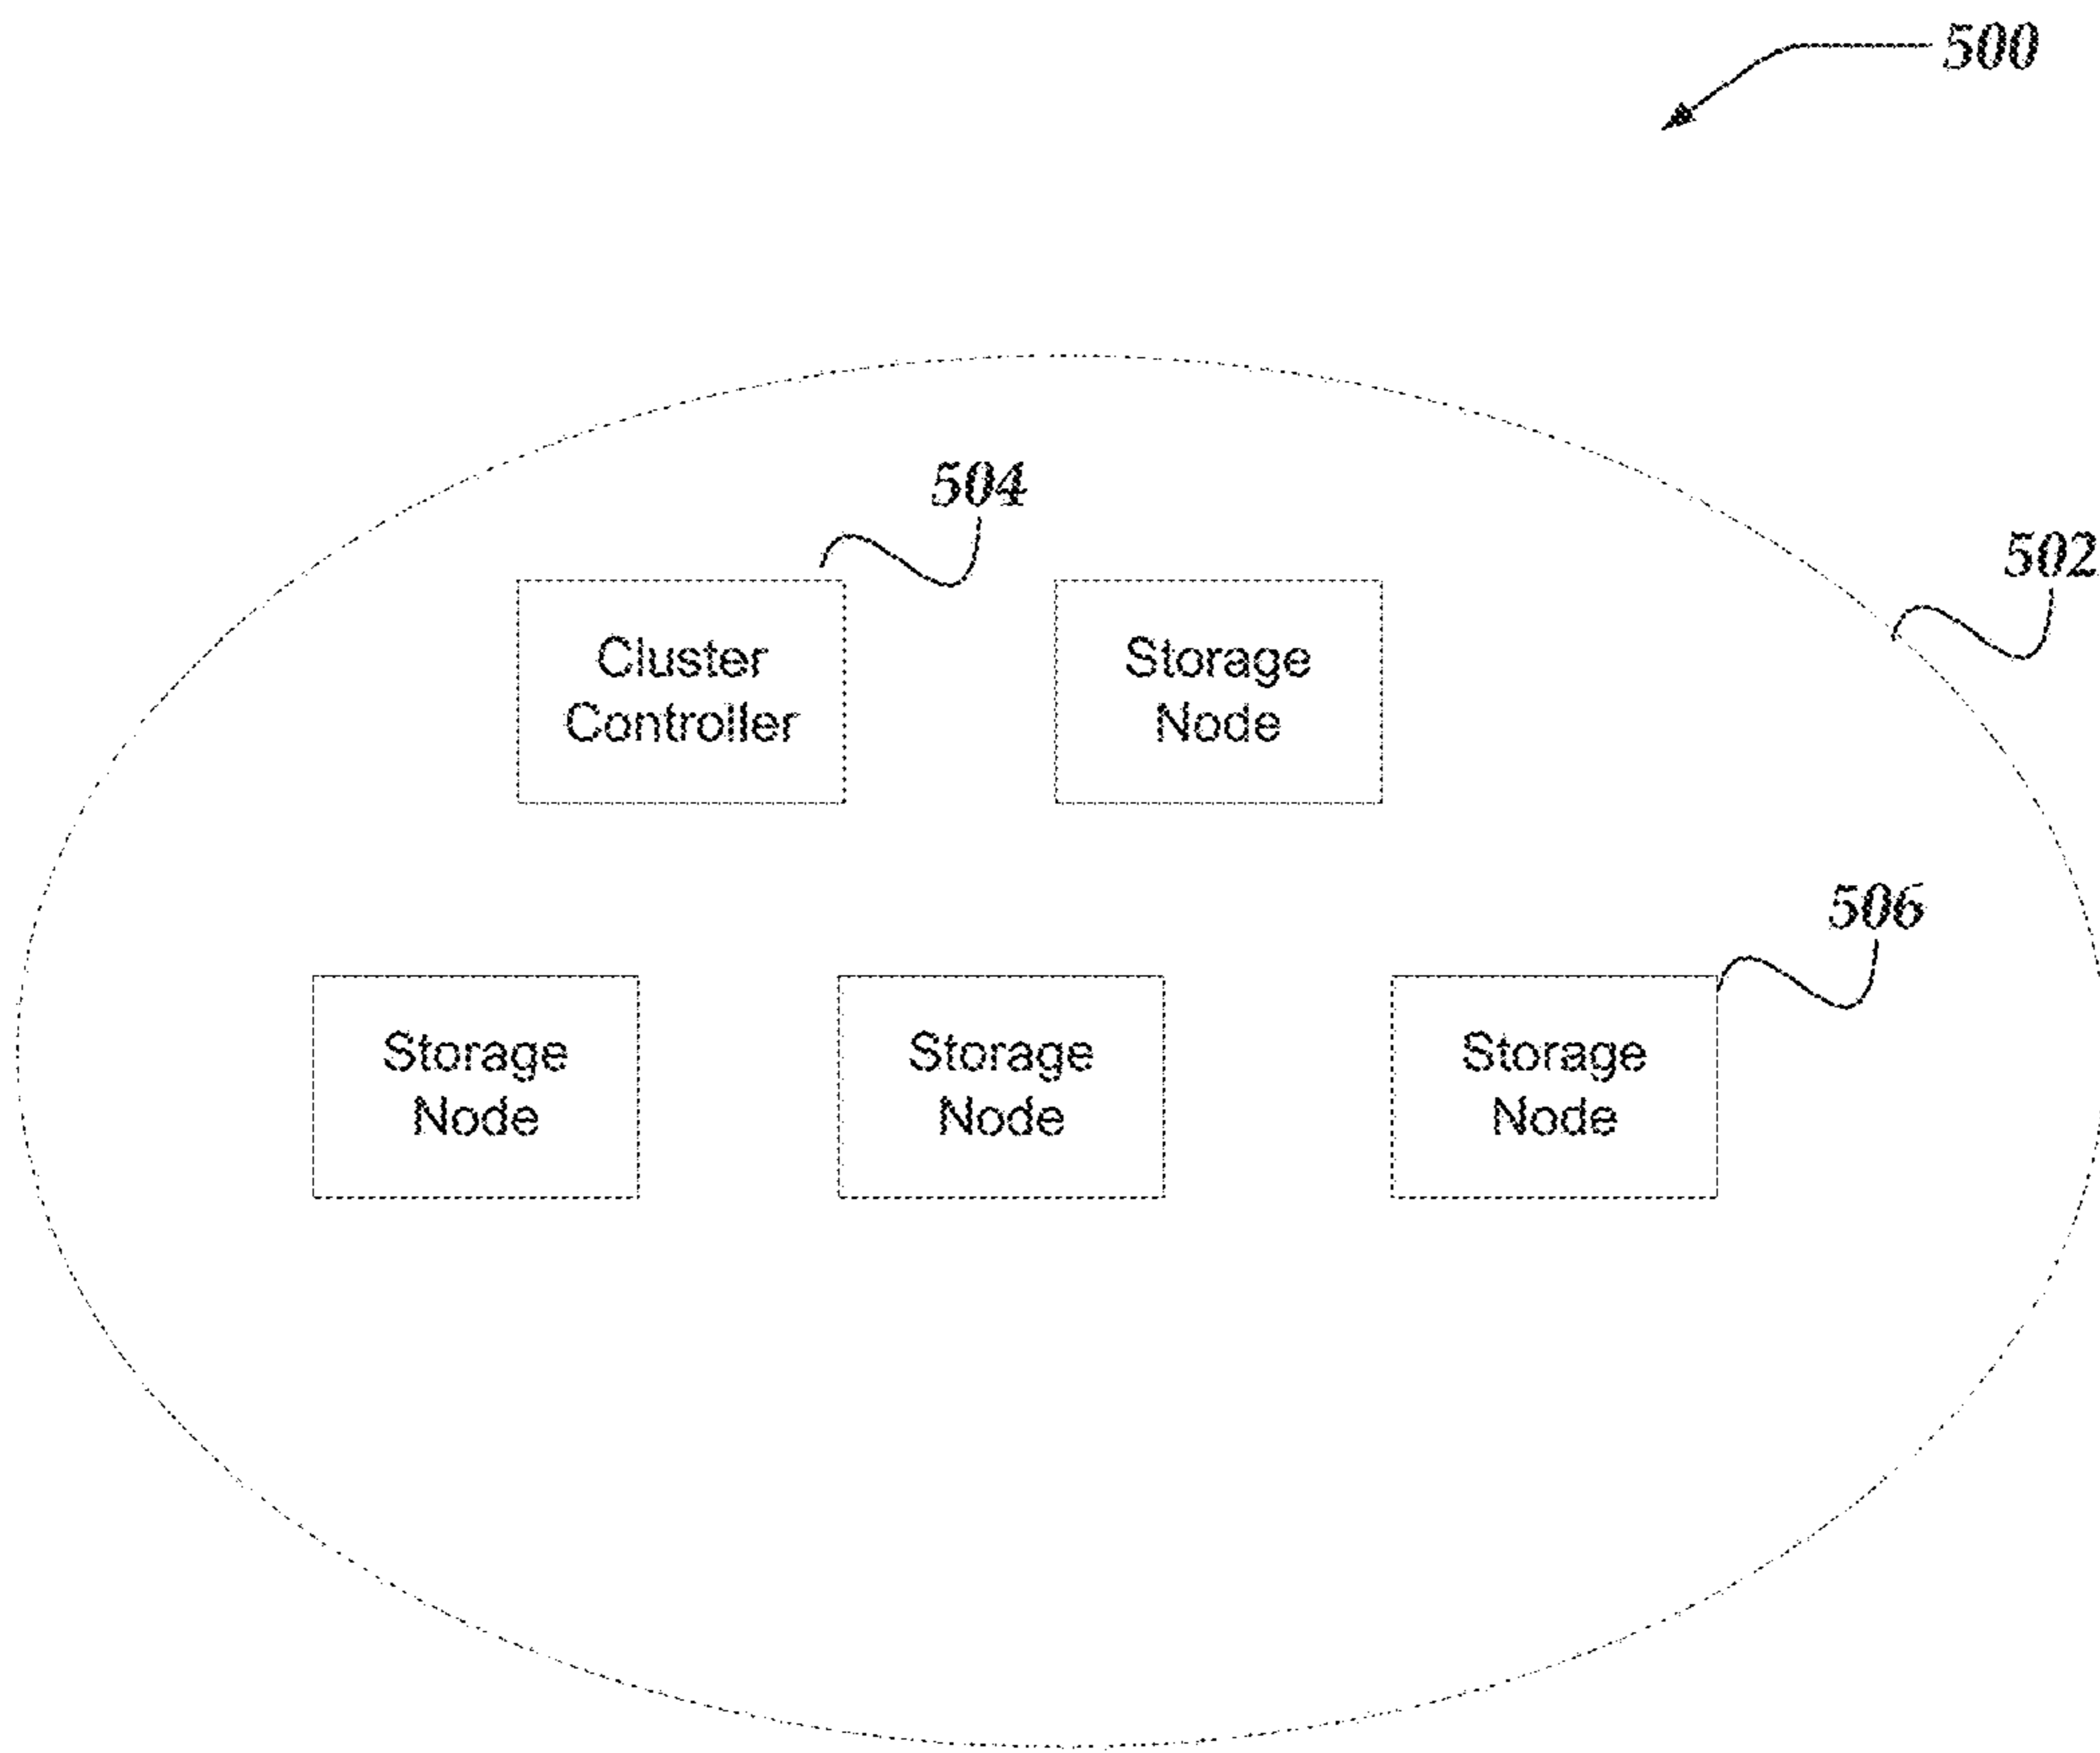 500
504
502
Cluster
Controller
Storage
Node
506
Storage
Node
Storage
Node
Storage
Node